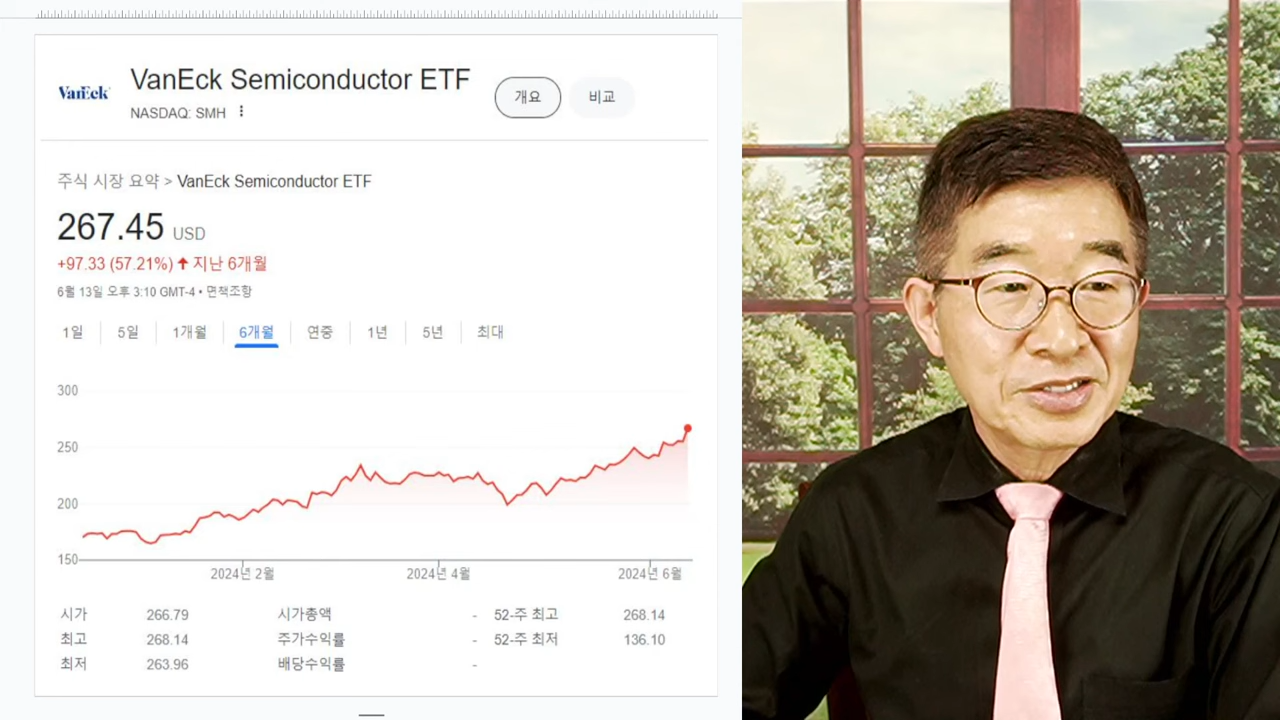 VanEck
VanEck Semiconductor ETF
NASDAQ: SMH
개요
비교
주식 시장 요약 > VanEck Semiconductor ETF
267.45 USD
+97.33 (57.21%) ↑ 지난 6개월
6월 13일 오후 3:10 GMT-4 • 면책조항
1일 5일 1개월 6개월 연중 1년 5년 최대
300
250
200
150
2024년 2월 2024년 4월 2024년 6월
시가 266.79 시가총액 - 52-주 최고 268.14
최고 268.14 주가수익률 - 52-주 최저 136.10
최저 263.96 배당수익률 -